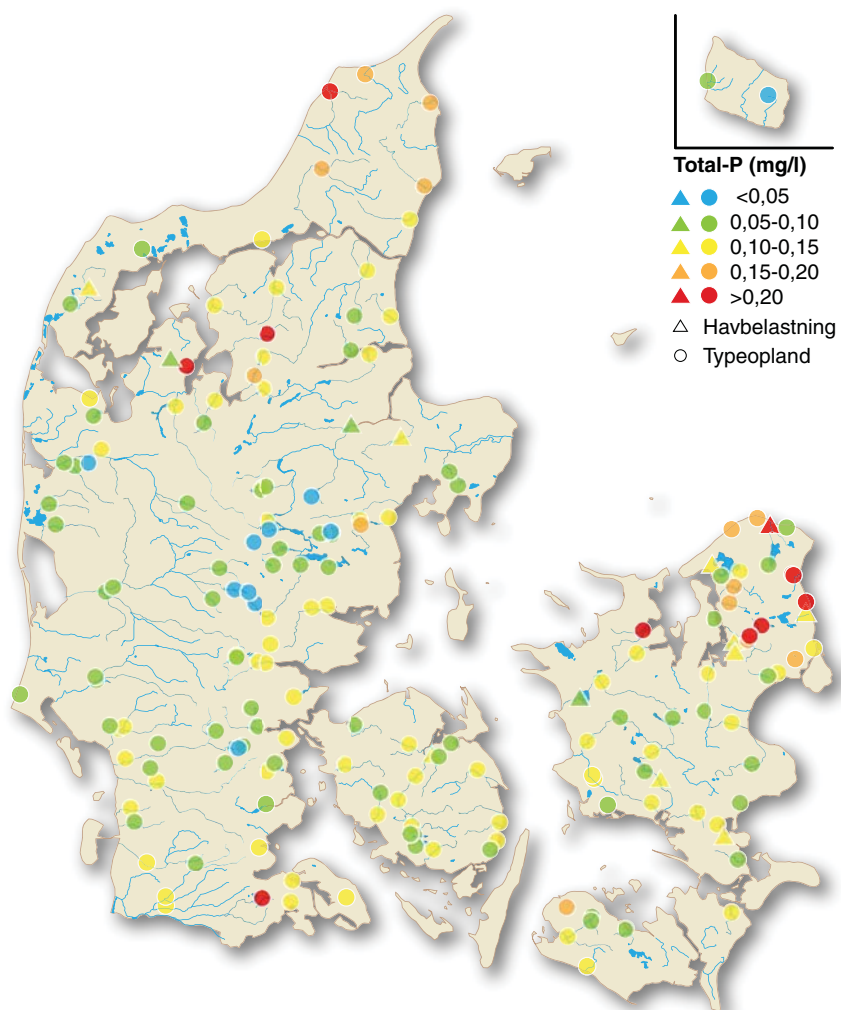 Total-P (mg/l)
<0,05
0,05-0,10
0,10-0,15
0,15-0,20
>0,20
Havbelastning
Typeopland